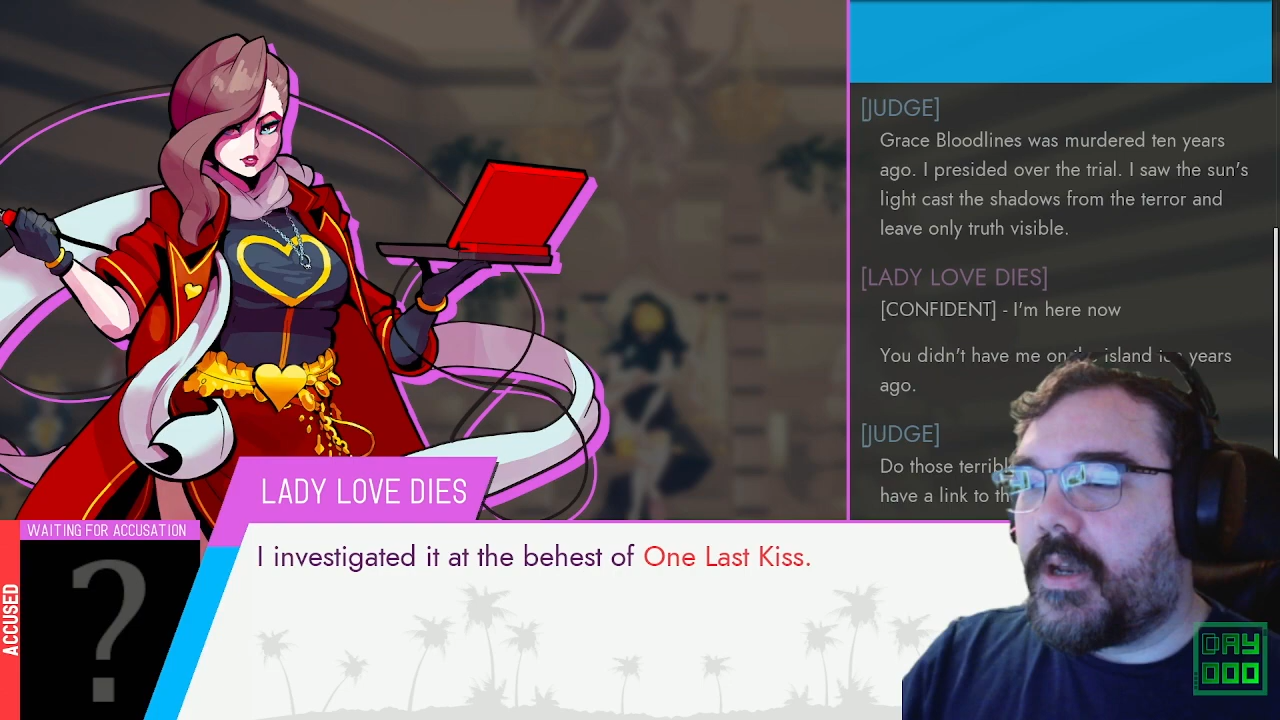 [JUDGE]
Grace Bloodlines was murdered ten years
ago. I presided over the trial. I saw the sun's
light cast the shadows from the terror and
leave only truth visible.
[LADY LOVE DIES]
[CONFIDENT] - I'm here now
You didn't have me on island years
ago.
[JUDGE]
Do those
have a link to
LADY LOVE DIES
WAITING FOR ACCUSATION
ACCUSED
?
I investigated it at the behest of One Last Kiss.
DAY
000